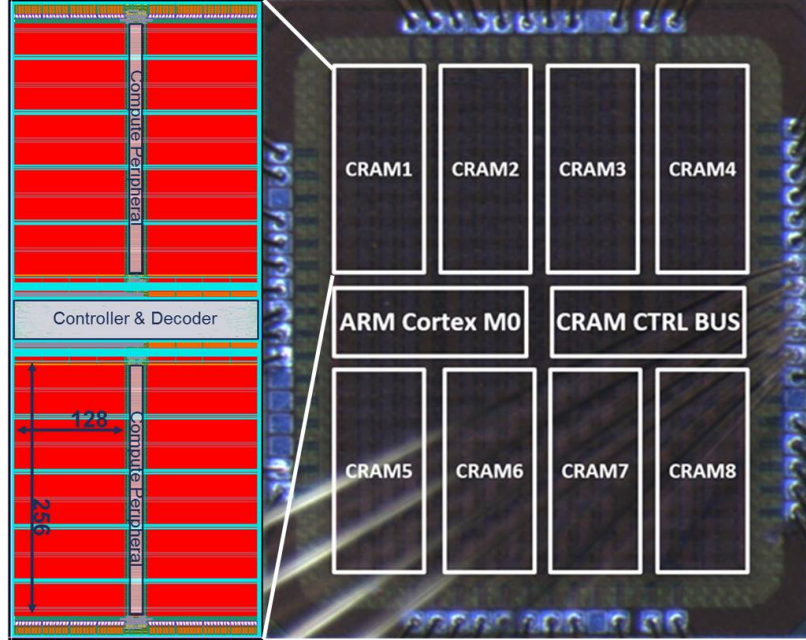 Compute Peripheral
Controller & Decoder
128
256
Compute Peripheral
CRAM1
CRAM2
CRAM3
CRAM4
ARM Cortex M0
CRAM CTRL BUS
CRAM5
CRAM6
CRAM7
CRAM8